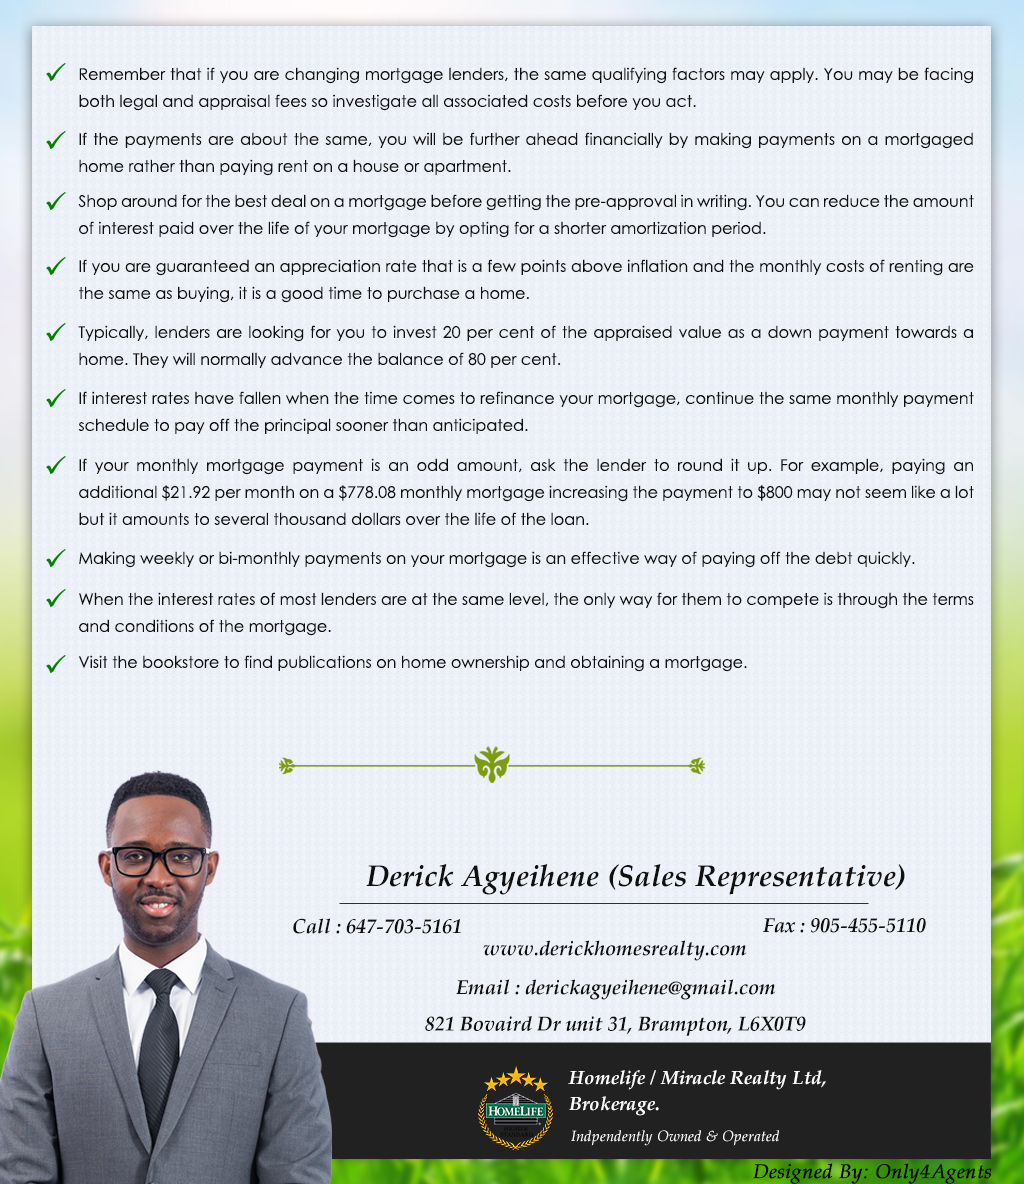 Remember that if you are changing mortgage lenders, the same qualifying factors may apply. You may be facing
both legal and appraisal fees so investigate all associated costs before you act.
If the payments are about the same, you will be further ahead financially by making payments on a mortgaged
home rather than paying rent on a house or apartment.
Shop around for the best deal on a mortgage before getting the pre-approval in writing. You can reduce the amount
of interest paid over the life of your mortgage by opting for a shorter amortization period.
If you are guaranteed an appreciation rate that is a few points above inflation and the monthly costs of renting are
the same as buying, it is a good time to purchase a home.
Typically, lenders are looking for you to invest 20 per cent of the appraised value as a down payment towards a
home. They will normally advance the balance of 80 per cent.
If interest rates have fallen when the time comes to refinance your mortgage, continue the same monthly payment
schedule to pay off the principal sooner than anticipated.
If your monthly mortgage payment is an odd amount, ask the lender to round it up. For example, paying an
additional $21.92 per month on a $778.08 monthly mortgage increasing the payment to $800 may not seem like a lot
but it amounts to several thousand dollars over the life of the loan.
Making weekly or bi-monthly payments on your mortgage is an effective way of paying off the debt quickly.
When the interest rates of most lenders are at the same level, the only way for them to compete is through the terms
and conditions of the mortgage.
Visit the bookstore to find publications on home ownership and obtaining a mortgage.
Derick Agyeihene (Sales Representative)
Call : 647-703-5161
Fax : 905-455-5110
www.derickhomesrealty.com
Email : derickagyeihene@gmail.com
821 Bovaird Dr unit 31, Brampton, L6X0T9
HOMELIFE
Homelife / Miracle Realty Ltd,
Brokerage.
Indpendently Owned & Operated
Designed By: Only4Agents